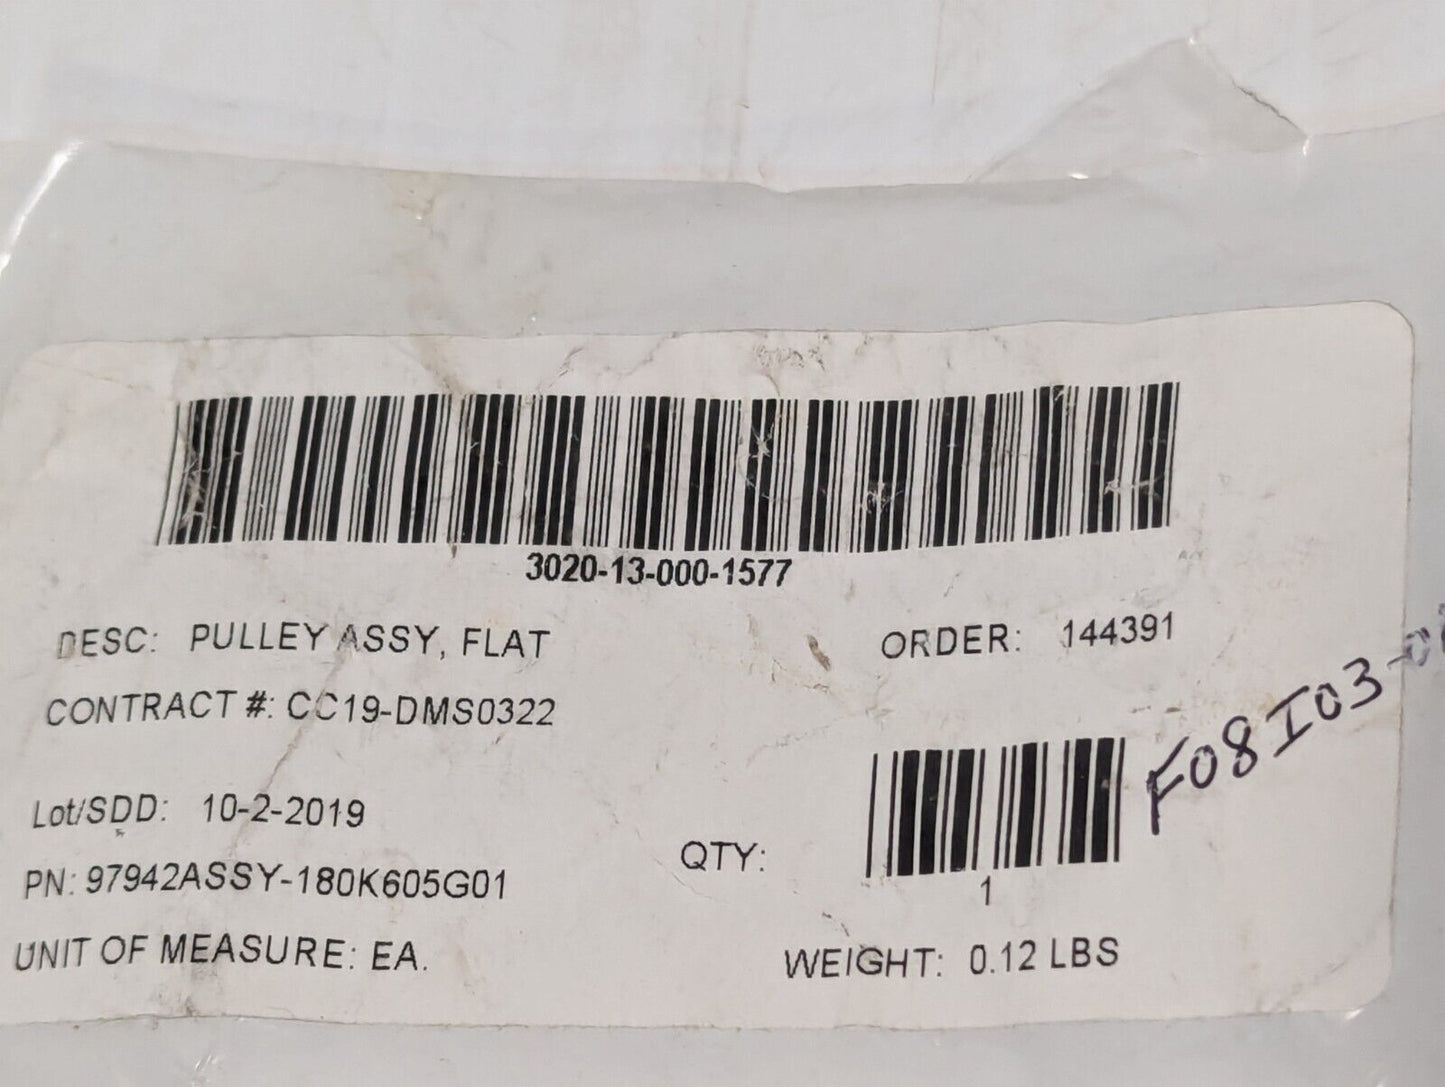 3020-13-000-1577
DESC: PULLEY ASSY, FLAT
ORDER: 144391
CONTRACT #: CC19-DMS0322
F08I03
Lot/SDD: 10-2-2019
QTY:
1
PN: 97942ASSY-180K605G01
UNIT OF MEASURE: EA.
WEIGHT: 0.12 LBS